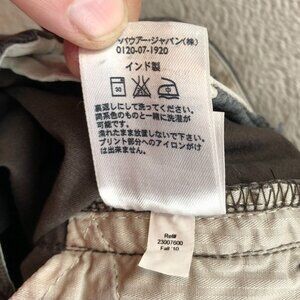 バウアー・ジャパン(株)
0120-07-1920
インド製
裏返しにして洗ってください。
同系色のものと一緒に洗濯が
可能です。
濡れたまま放置しないで下さい。
プリント部分へのアイロンがけ
は出来ません。
Ref#
23007600
Fall '10